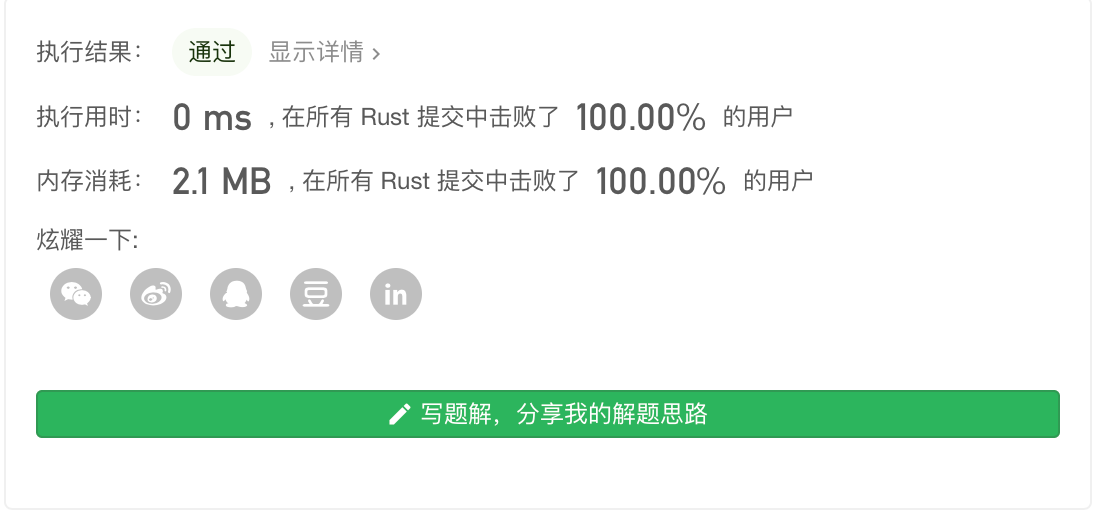 执行结果： 通过 显示详情 ›
执行用时： 0 ms , 在所有 Rust 提交中击败了 100.00% 的用户
内存消耗： 2.1 MB , 在所有 Rust 提交中击败了 100.00% 的用户
炫耀一下:
豆 in
写题解，分享我的解题思路